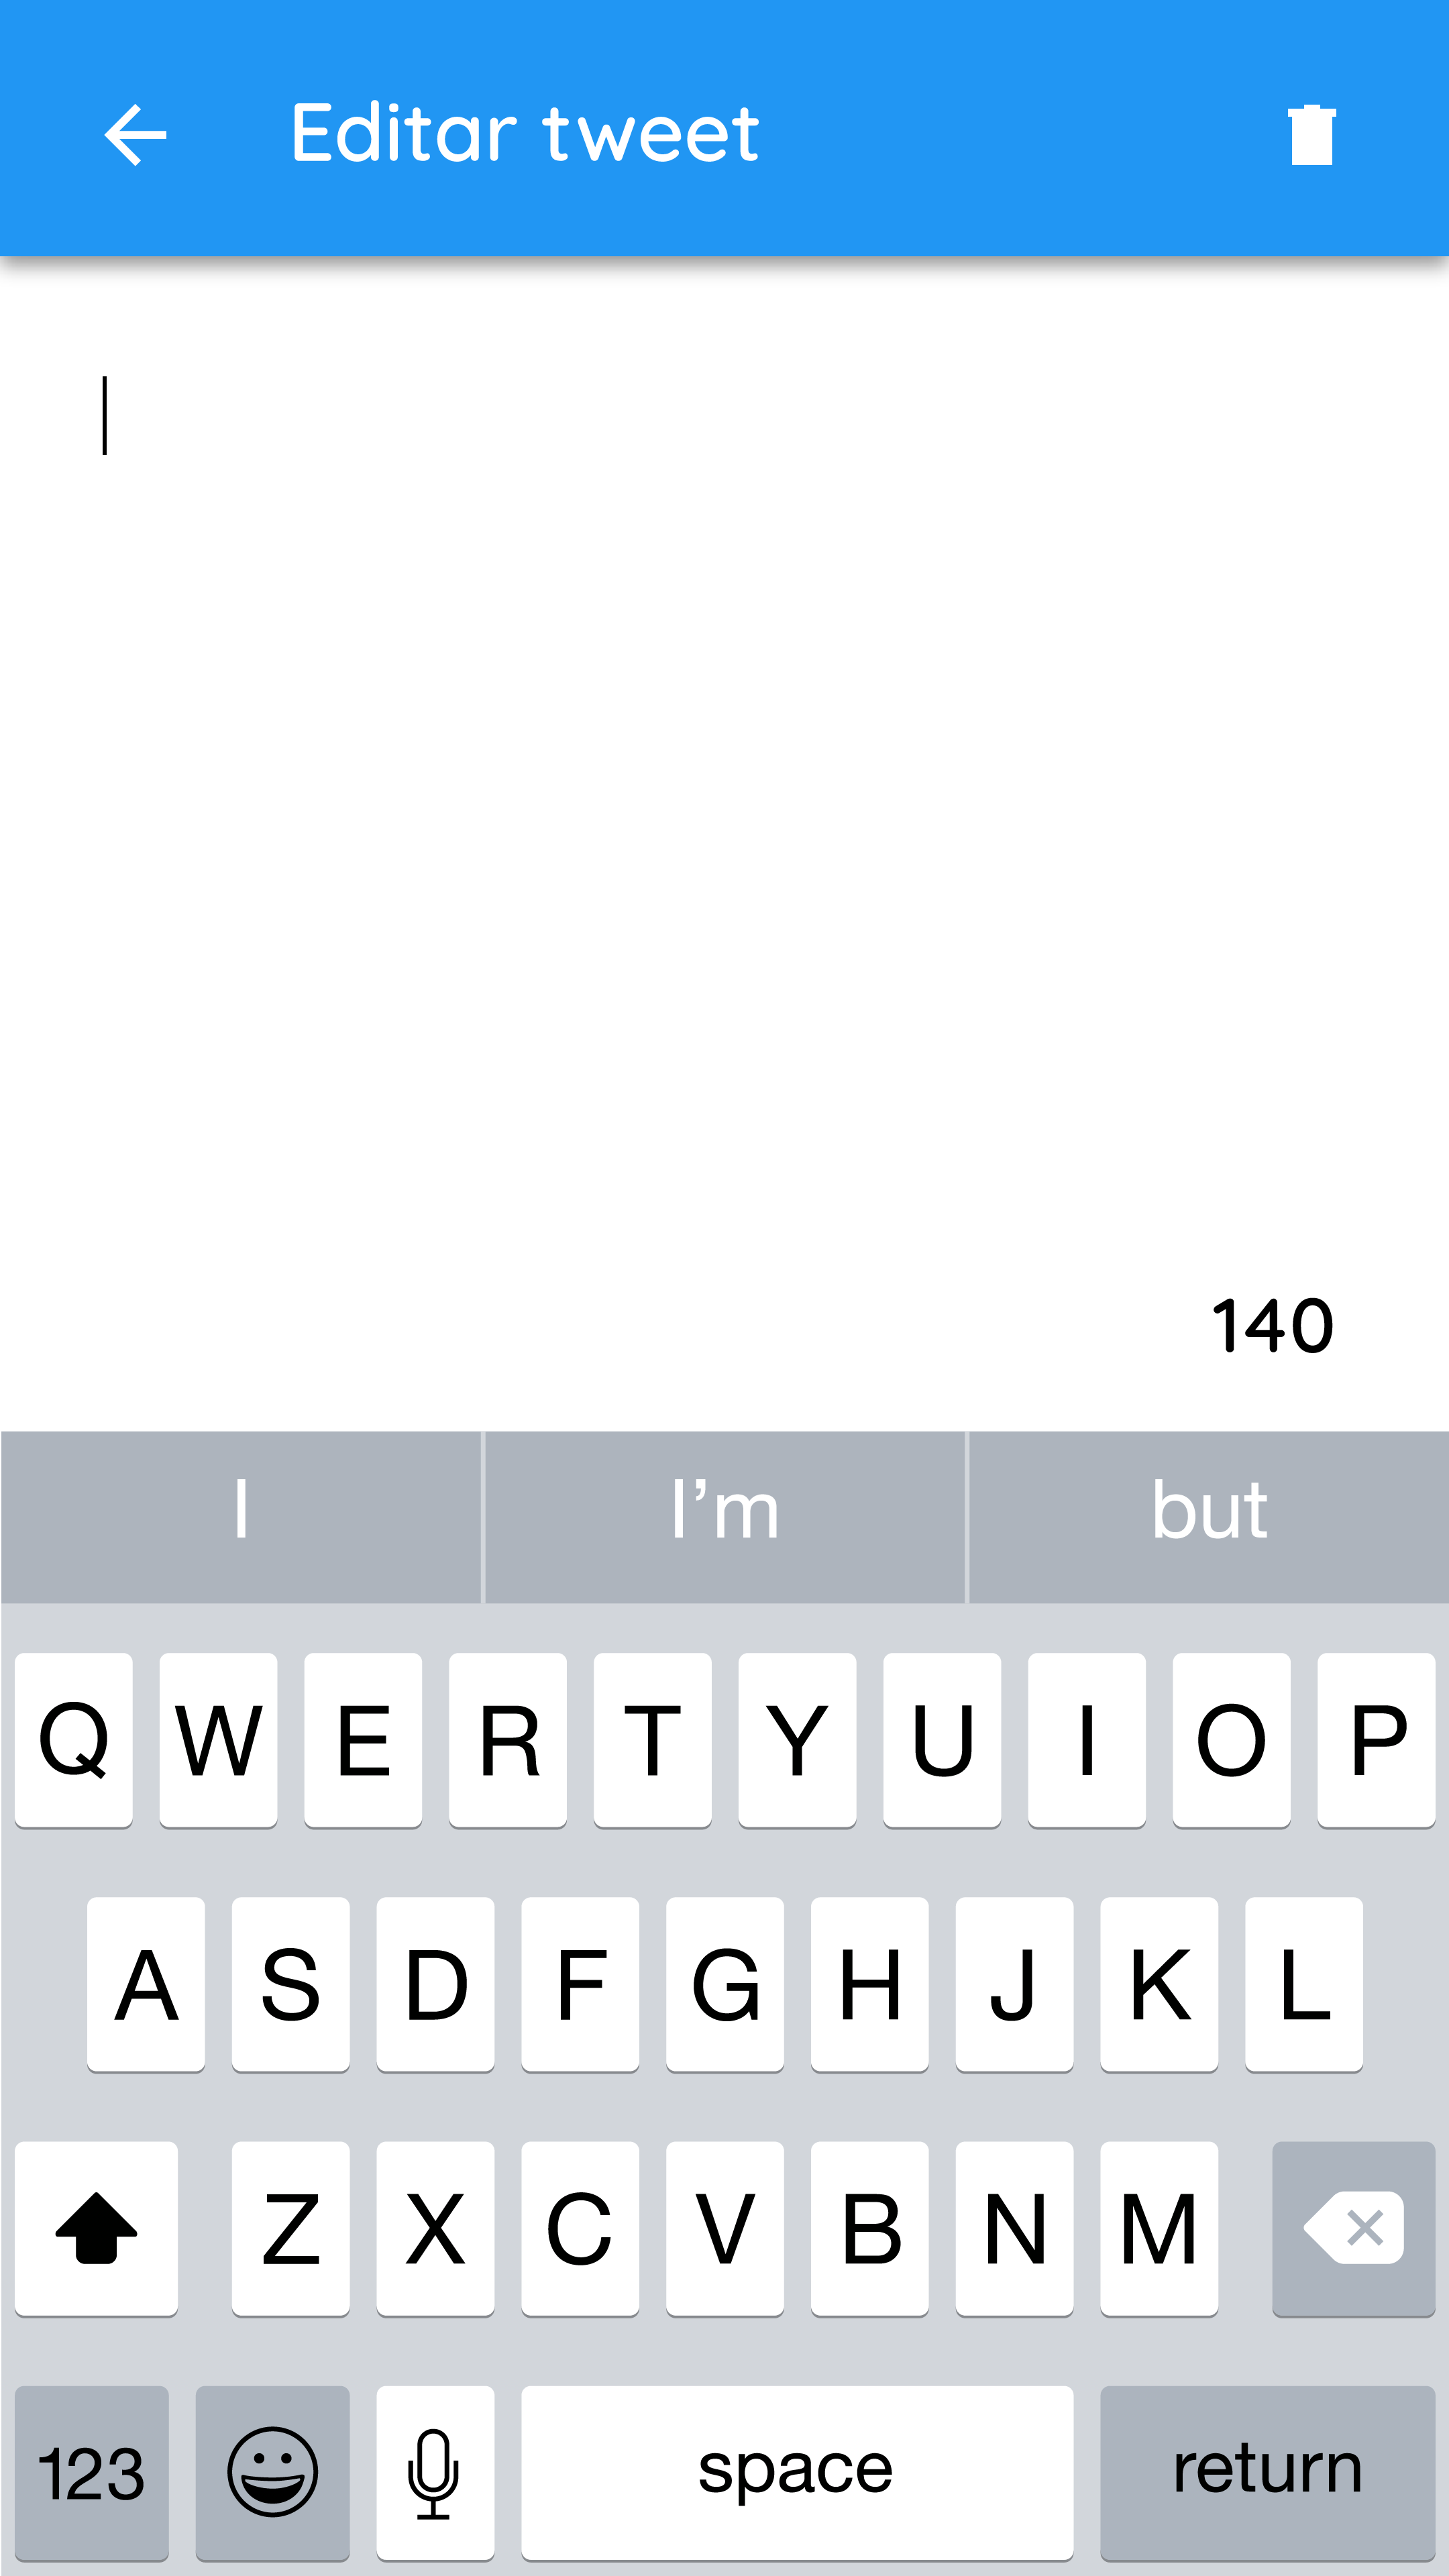 Editar tweet
140
I I’m but
Q W E R T Y U I O P
A S D F G H J K L
Z X C V B N M
123 space return